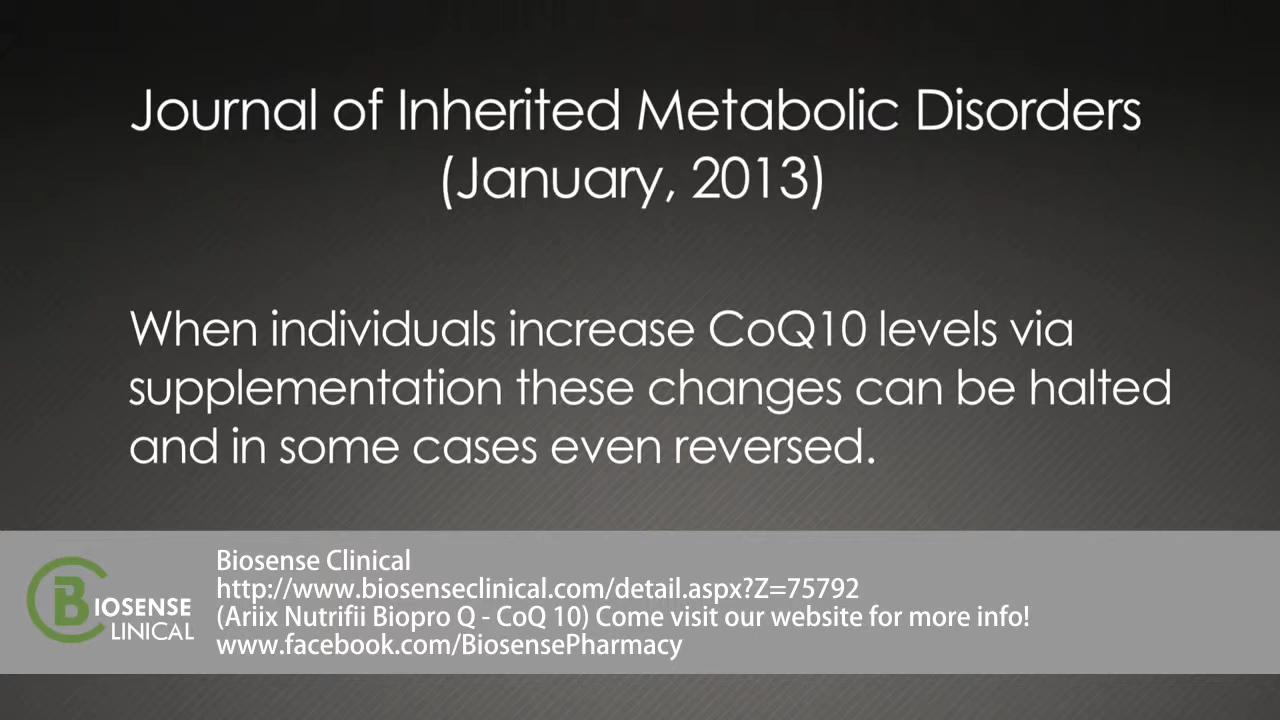 Journal of Inherited Metabolic Disorders
(January, 2013)
When individuals increase CoQ10 levels via
supplementation these changes can be halted
and in some cases even reversed.
BIOSENSE
CLINICAL
Biosense Clinical
http://www.biosenseclinical.com/detail.aspx?Z=75792
(Ariix Nutrifii Biopro Q - CoQ 10) Come visit our website for more info!
www.facebook.com/BiosensePharmacy